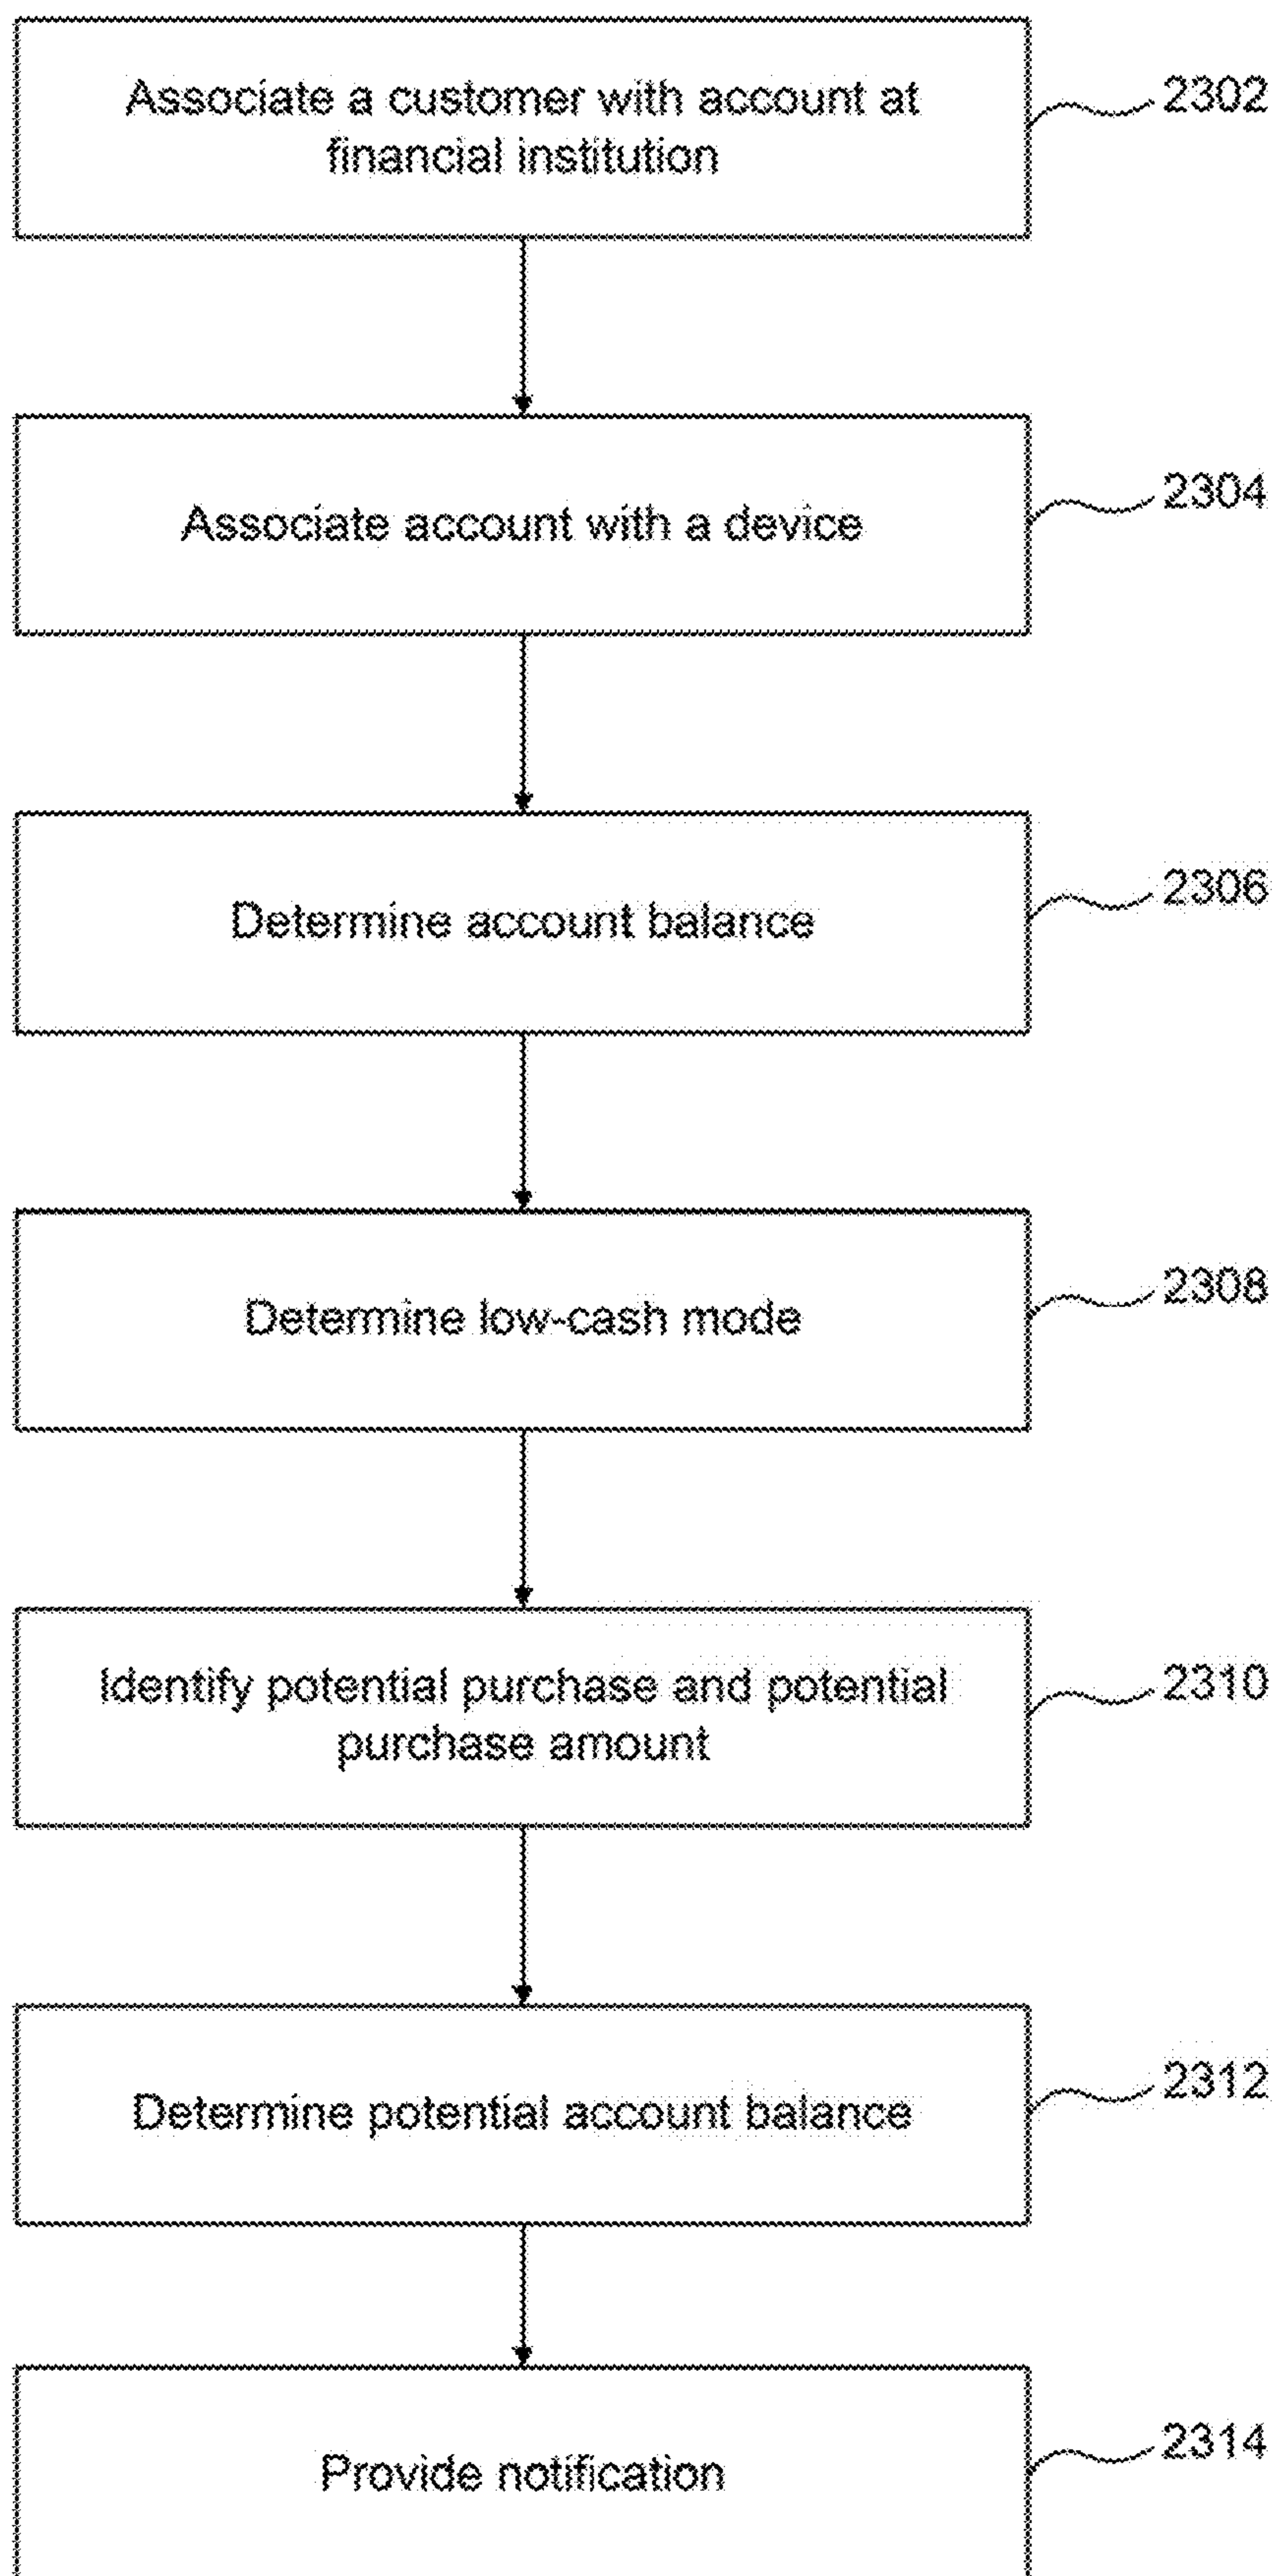 Associate a customer with account at
financial institution
2302
Associate account with a device
2304
Determine account balance
2306
Determine low-cash mode
2308
Identify potential purchase and potential
purchase amount
2310
Determine potential account balance
2312
Provide notification
2314